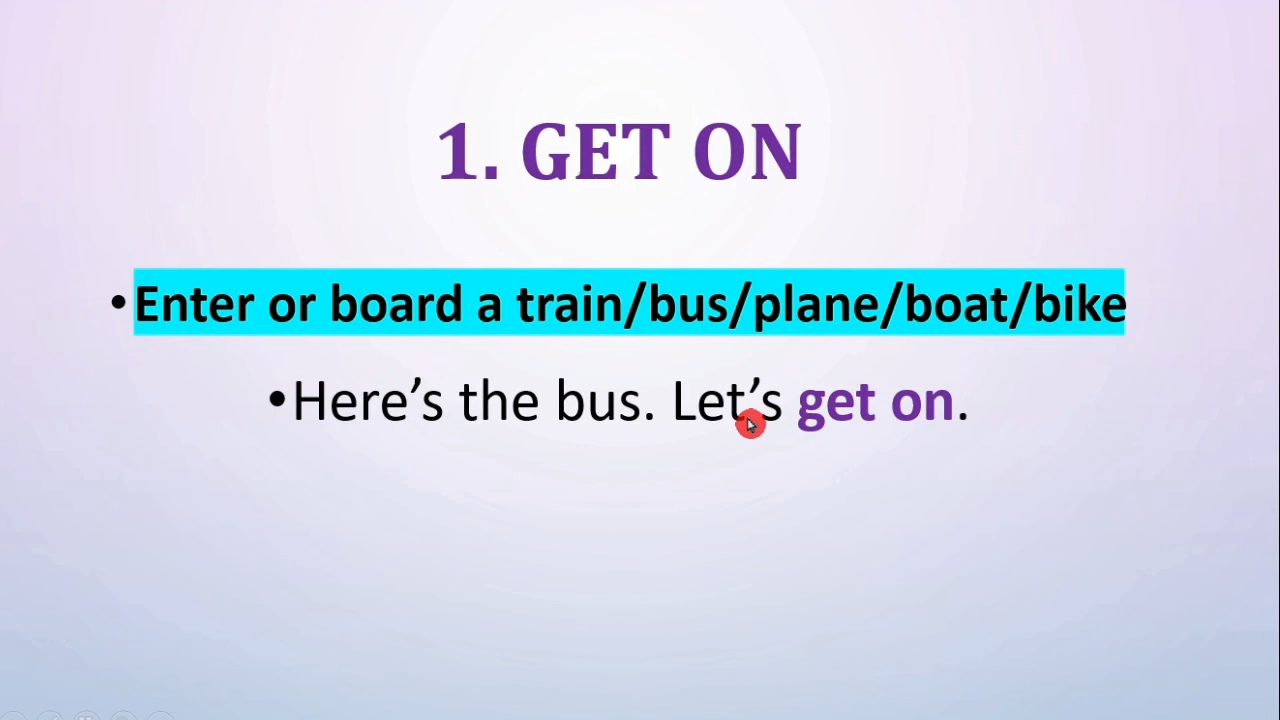 1. GET ON
•Enter or board a train/bus/plane/boat/bike
•Here’s the bus. Let’s get on.